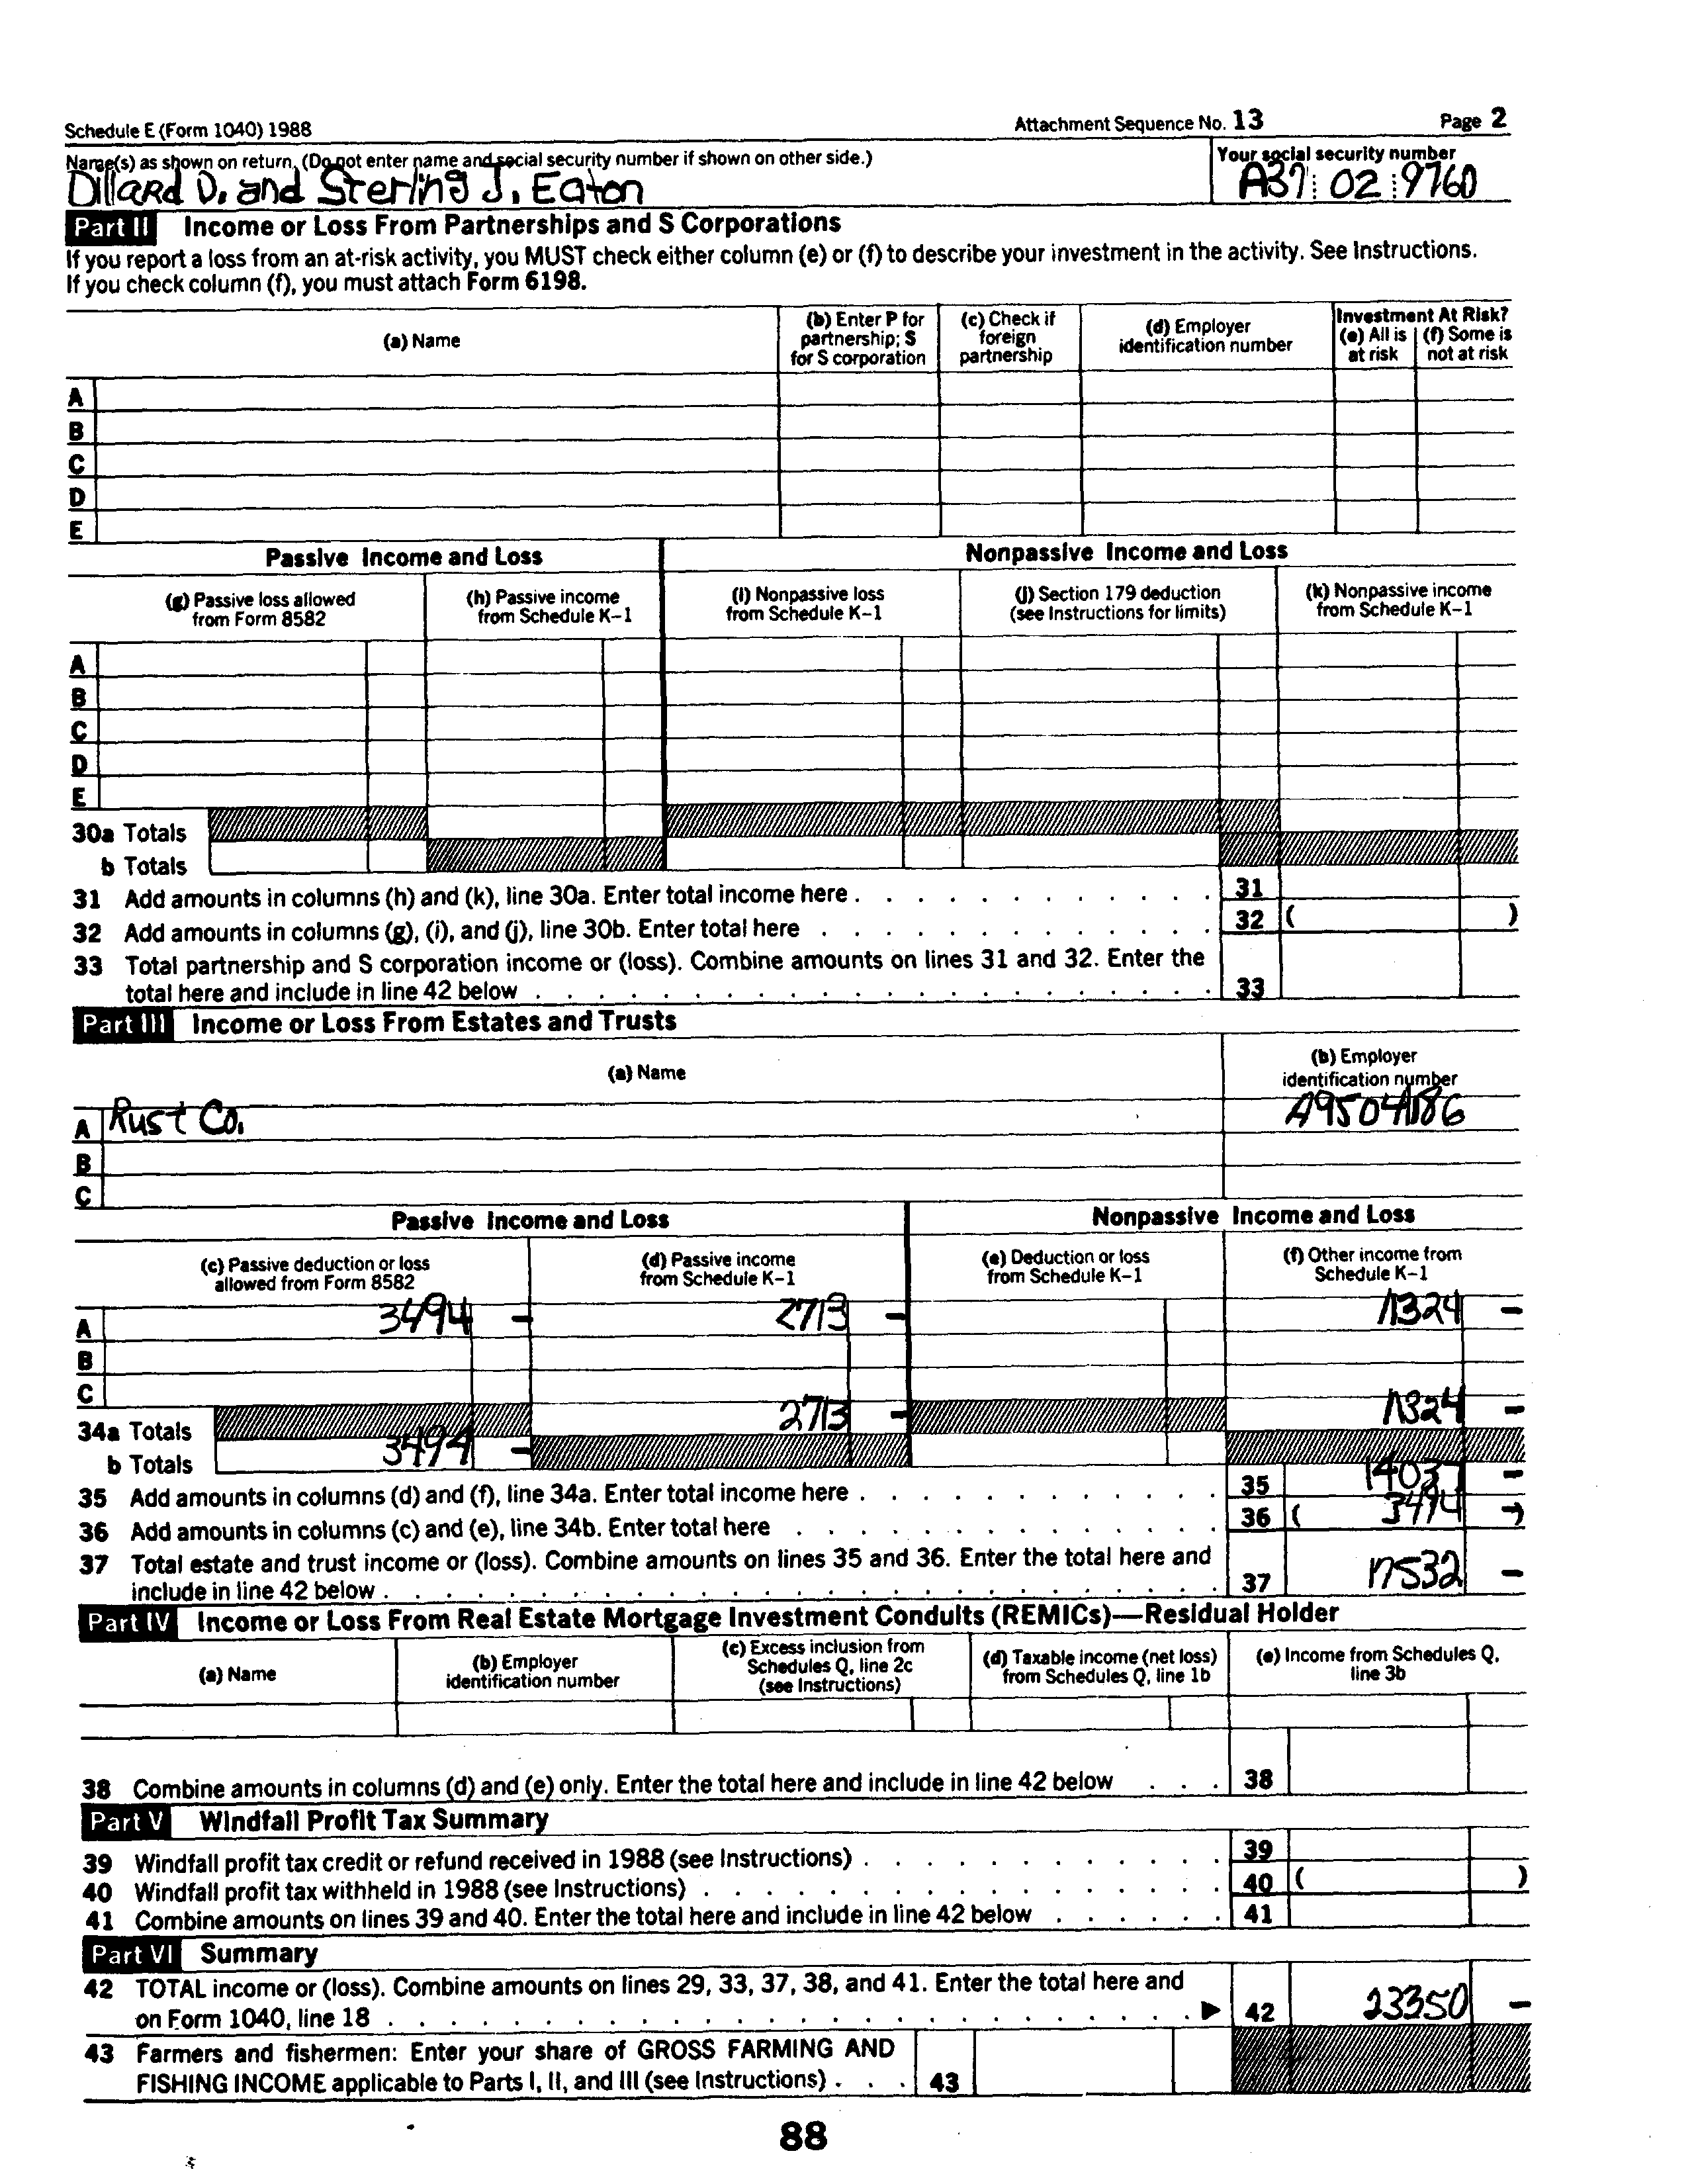 Schedule E (Form 1040) 1988 Attachment Sequence No. 13 Page 2
Name(s) as shown on return. (Do not enter name and social security number if shown on other side.) Your social security number
Dillard D. and Sterling J. Eaton A37 02 9760
Part II Income or Loss From Partnerships and S Corporations
If you report a loss from an at-risk activity, you MUST check either column (e) or (f) to describe your investment in the activity. See Instructions.
If you check column (f), you must attach Form 6198.
(a) Name (b) Enter P for partnership; S for S corporation (c) Check if foreign partnership (d) Employer identification number Investment At Risk? (e) All is at risk (f) Some is not at risk
A
B
C
D
E
Passive Income and Loss Nonpassive Income and Loss
(g) Passive loss allowed from Form 8582 (h) Passive income from Schedule K-1 (i) Nonpassive loss from Schedule K-1 (j) Section 179 deduction (see Instructions for limits) (k) Nonpassive income from Schedule K-1
A
B
C
D
E
30a Totals
b Totals
31 Add amounts in columns (h) and (k), line 30a. Enter total income here . 31
32 Add amounts in columns (g), (i), and (j), line 30b. Enter total here . 32 ( )
33 Total partnership and S corporation income or (loss). Combine amounts on lines 31 and 32. Enter the
total here and include in line 42 below . 33
Part III Income or Loss From Estates and Trusts
(a) Name (b) Employer identification number
A Rust Co.
B
C
Passive Income and Loss Nonpassive Income and Loss
(c) Passive deduction or loss allowed from Form 8582 (d) Passive income from Schedule K-1 (e) Deduction or loss from Schedule K-1 (f) Other income from Schedule K-1
A 3494 - 2713 - 11324 -
B
C
34a Totals 2713 - 11324 -
b Totals 3494 -
35 Add amounts in columns (d) and (f), line 34a. Enter total income here . 35 14037 -
36 Add amounts in columns (c) and (e), line 34b. Enter total here . 36 ( 3494 -)
37 Total estate and trust income or (loss). Combine amounts on lines 35 and 36. Enter the total here and
include in line 42 below . 37 17532 -
Part IV Income or Loss From Real Estate Mortgage Investment Conduits (REMICs)—Residual Holder
(a) Name (b) Employer identification number (c) Excess inclusion from Schedules Q, line 2c (see Instructions) (d) Taxable income (net loss) from Schedules Q, line 1b (e) Income from Schedules Q, line 3b
38 Combine amounts in columns (d) and (e) only. Enter the total here and include in line 42 below . . . 38
Part V Windfall Profit Tax Summary
39 Windfall profit tax credit or refund received in 1988 (see Instructions) . 39
40 Windfall profit tax withheld in 1988 (see Instructions) . 40 ( )
41 Combine amounts on lines 39 and 40. Enter the total here and include in line 42 below . 41
Part VI Summary
42 TOTAL income or (loss). Combine amounts on lines 29, 33, 37, 38, and 41. Enter the total here and
on Form 1040, line 18 . ▶ 42 23350 -
43 Farmers and fishermen: Enter your share of GROSS FARMING AND
FISHING INCOME applicable to Parts I, II, and III (see Instructions) . . . 43
88